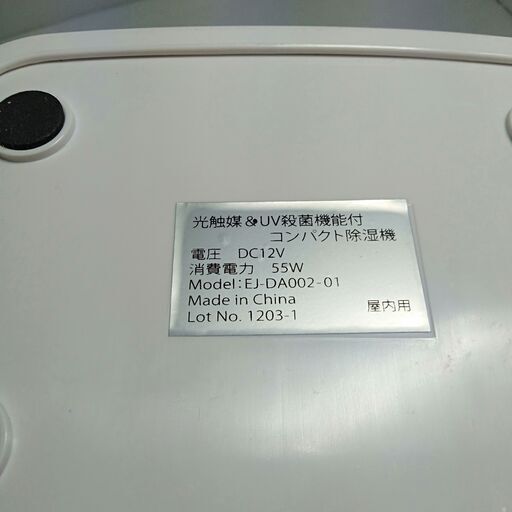 光触媒&UV殺菌機能付
コンパクト除湿機
電圧 DC12V
消費電力 55W
Model:EJ-DA002-01
Made in China
Lot No. 1203-1
屋内用